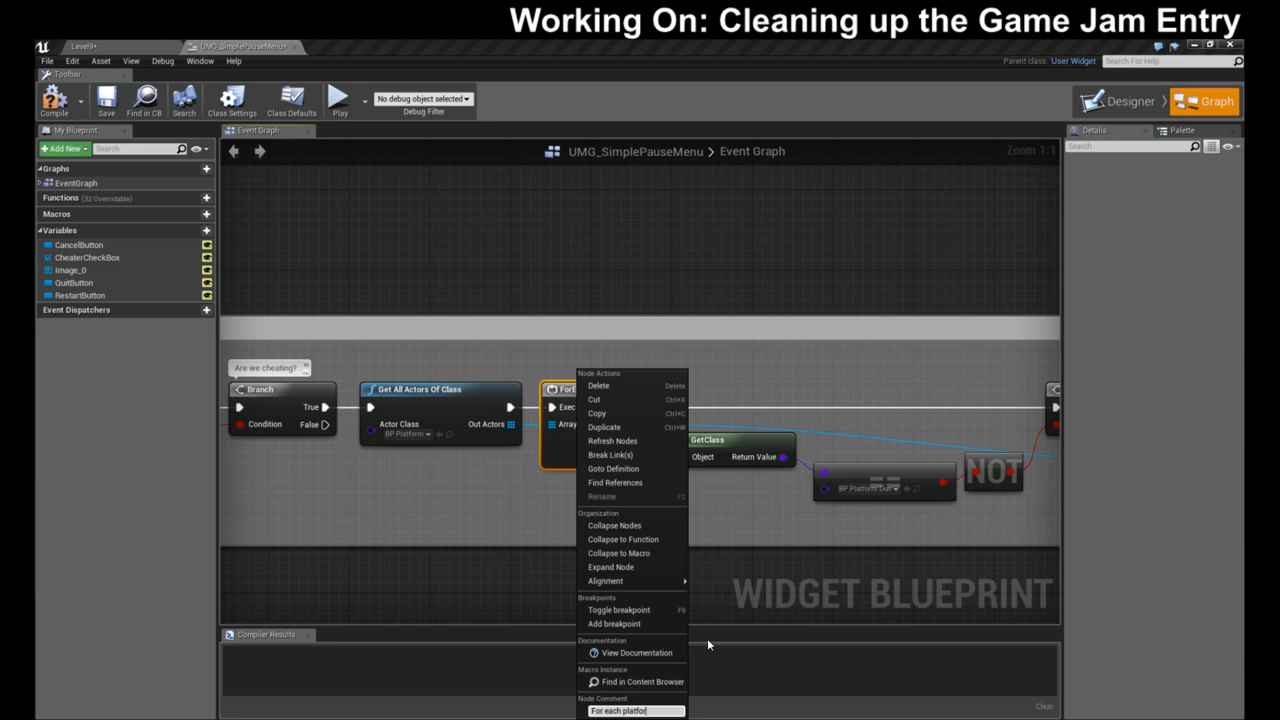 Working On: Cleaning up the Game Jam Entry
Level9*
UMG_SimplePauseMenu*
File Edit Asset View Debug Window Help
Parent class: User Widget
Search For Help
Toolbar
Compile
Save
Find in CB
Search
Class Settings
Class Defaults
Play
No debug object selected
Debug Filter
Designer
Graph
My Blueprint
Event Graph
Details
Palette
Add New
Search
UMG_SimplePauseMenu > Event Graph
Zoom 1:1
Search
Graphs
EventGraph
Functions (32 Overridable)
Macros
Variables
CancelButton
CheaterCheckBox
Image_0
QuitButton
RestartButton
Event Dispatchers
Are we cheating?
Branch
True
Condition
False
Get All Actors Of Class
Actor Class
BP Platform
Out Actors
Exec
Array
GetClass
Object
Return Value
==
NOT
Node Actions
Delete Delete
Cut Ctrl+X
Copy Ctrl+C
Duplicate Ctrl+W
Refresh Nodes
Break Link(s)
Goto Definition
Find References
Rename F2
Organization
Collapse Nodes
Collapse to Function
Collapse to Macro
Expand Node
Alignment
Breakpoints
Toggle breakpoint F9
Add breakpoint
Documentation
View Documentation
Macro Instance
Find in Content Browser
Node Comment
For each platfor
WIDGET BLUEPRINT
Compiler Results
Clear